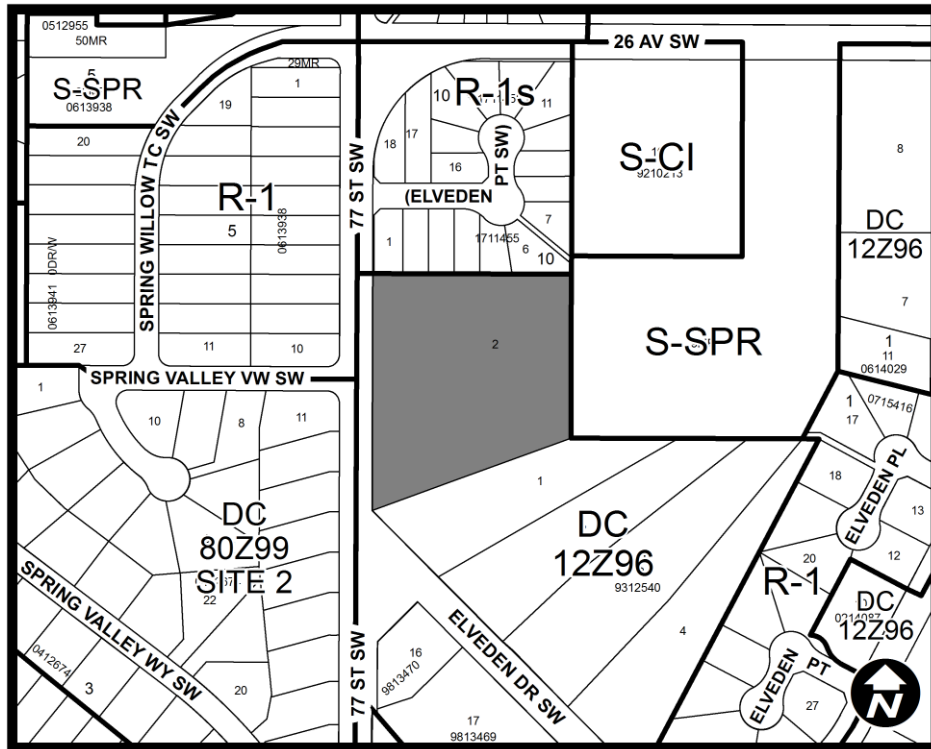 0512955
50MR
5
S-SPR
0613938
20
0613941
0DR/W
27
SPRING WILLOW TC SW
29MR
1
19
R-1
5
0613938
11
10
77 ST SW
26 AV SW
R-1s
10
11
18
17
16
(ELVEDEN
PT SW)
1
1711455
7
6
10
S-CI
9210213
8
DC
12Z96
7
1
11
0614029
2
S-SPR
SPRING VALLEY VW SW
1
10
8
11
DC
80Z99
SITE 2
22
SPRING VALLEY WY SW
0412674
3
20
77 ST SW
1
DC
12Z96
9312540
4
ELVEDEN DR SW
16
9813470
17
9813469
0715416
1
17
18
13
12
ELVEDEN PL
20
R-1
DC
0214087
12Z96
ELVEDEN PT
27
N